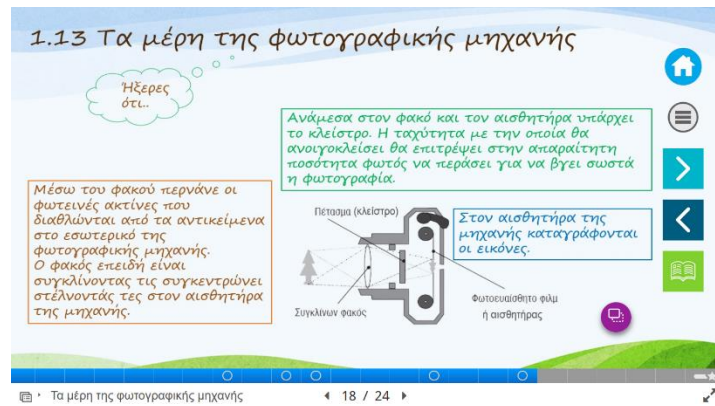 1.13 Τα μέρη της φωτογραφικής μηχανής
Ήξερες
ότι..
Ανάμεσα στον φακό και τον αισθητήρα υπάρχει
το κλείστρο. Η ταχύτητα με την οποία θα
ανοιγοκλείσει θα επιτρέψει στην απαραίτητη
ποσότητα φωτός να περάσει για να βγει σωστά
η φωτογραφία.
Μέσω του φακού περνάνε οι
φωτεινές ακτίνες που
διαθλώνται από τα αντικείμενα
στο εσωτερικό της
φωτογραφικής μηχανής.
Ο φακός επειδή είναι
συγκλίνοντας τις συγκεντρώνει
στέλνοντάς τες στον αισθητήρα
της μηχανής.
Πέτασμα (κλείστρο)
Στον αισθητήρα της
μηχανής καταγράφονται
οι εικόνες.
Συγκλίνων φακός
Φωτοευαίσθητο φιλμ
ή αισθητήρας
Τα μέρη της φωτογραφικής μηχανής
18 / 24